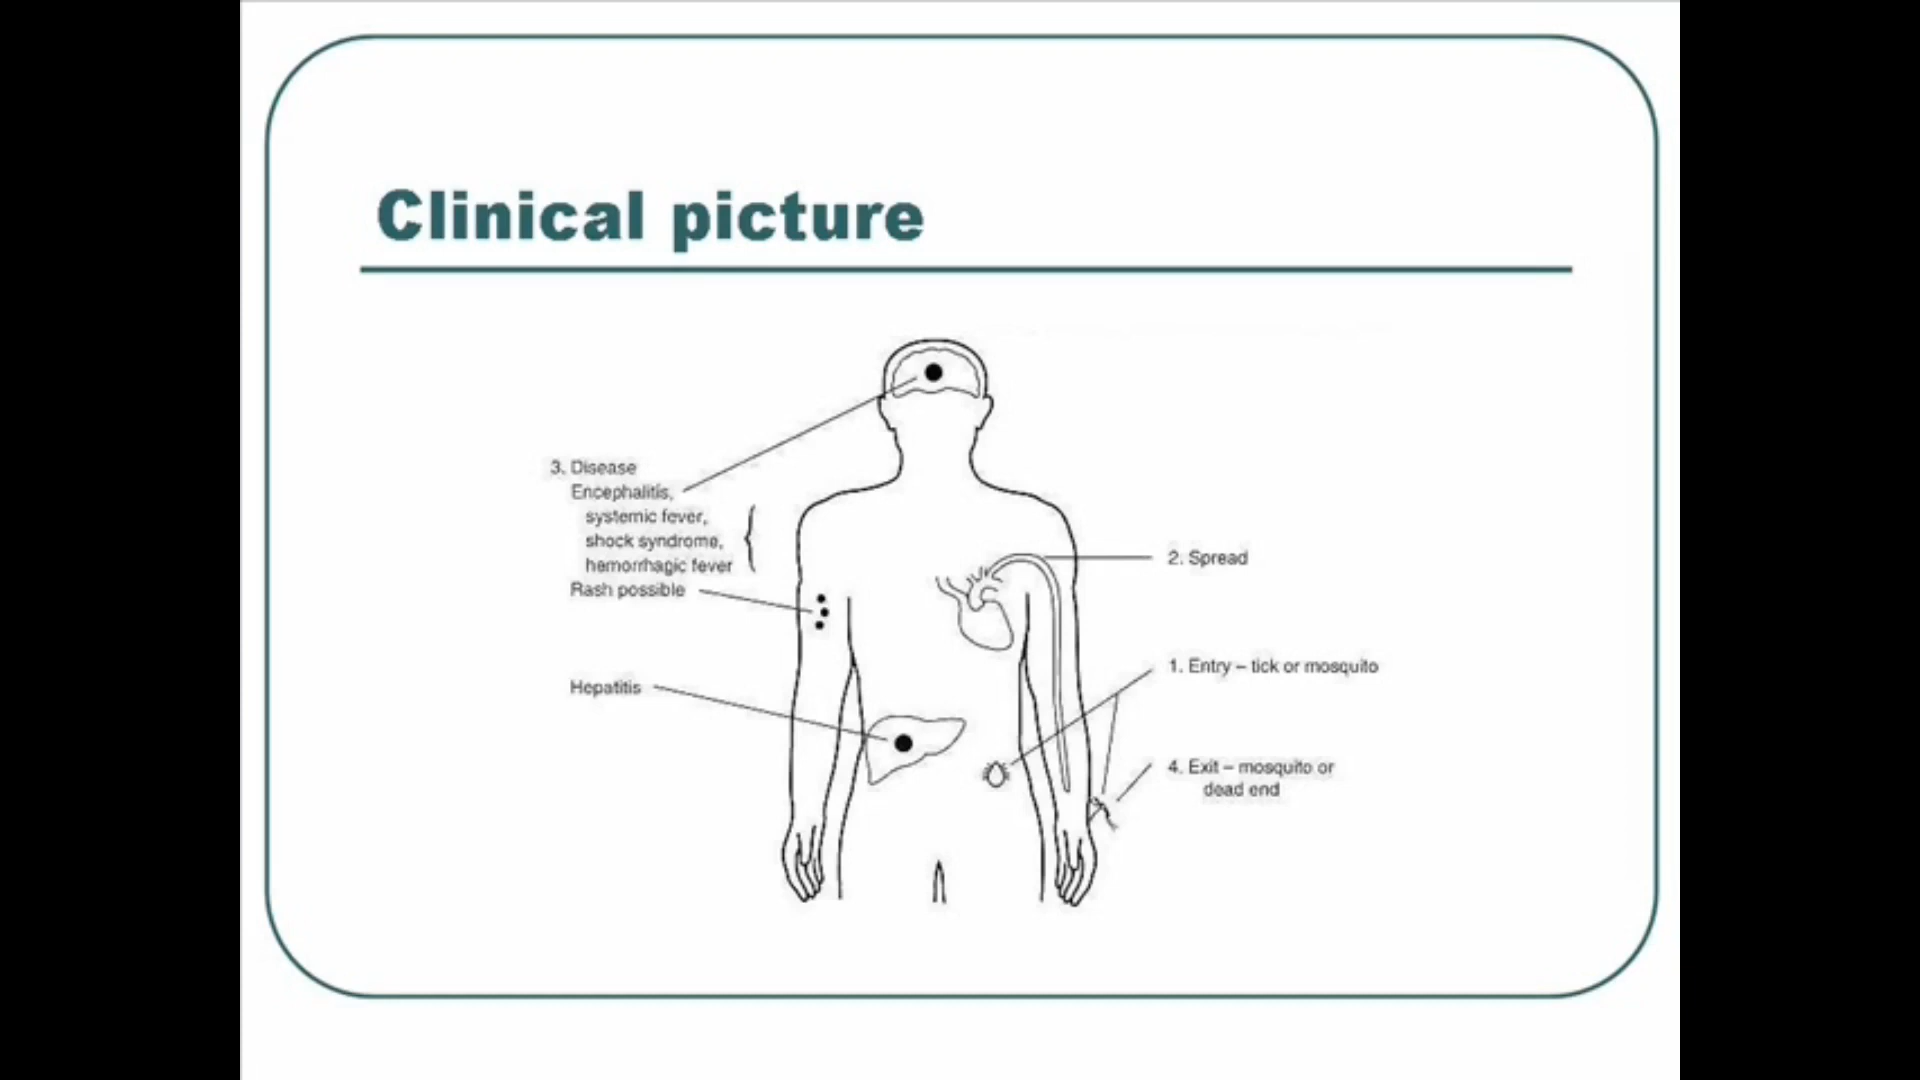 Clinical picture
3. Disease
Encephalitis,
systemic fever,
shock syndrome,
hemorrhagic fever
Rash possible
Hepatitis
2. Spread
1. Entry – tick or mosquito
4. Exit – mosquito or
dead end